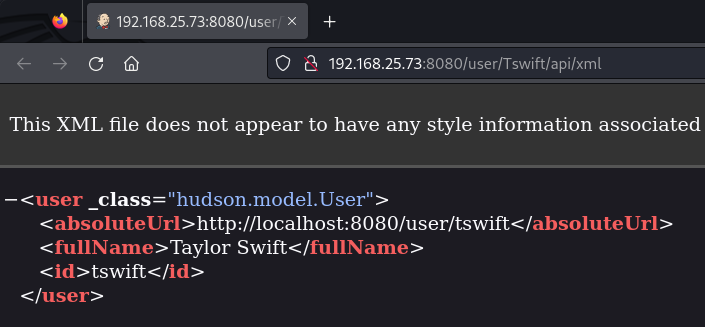 192.168.25.73:8080/user/
192.168.25.73:8080/user/Tswift/api/xml
This XML file does not appear to have any style information associated
−<user _class="hudson.model.User">
<absoluteUrl>http://localhost:8080/user/tswift</absoluteUrl>
<fullName>Taylor Swift</fullName>
<id>tswift</id>
</user>